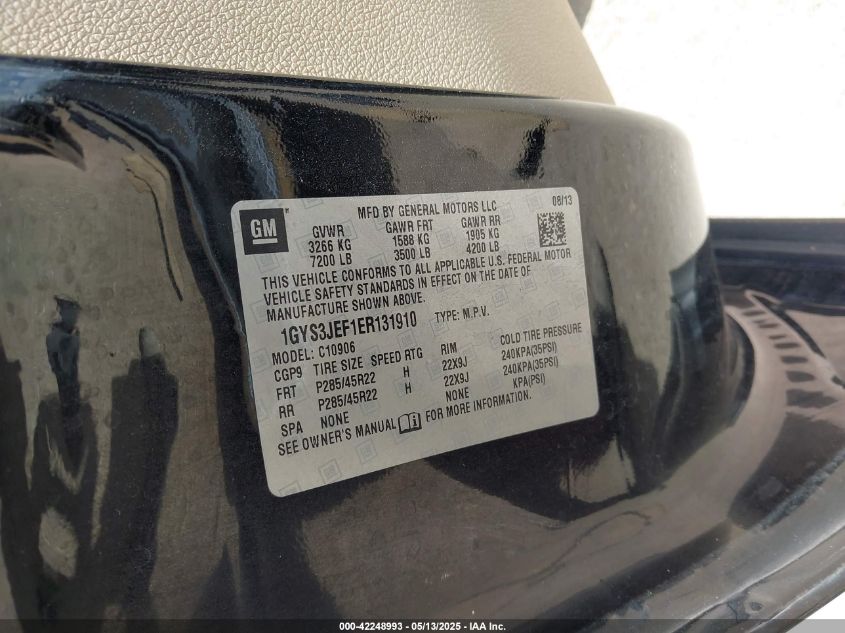 GM
MFD BY GENERAL MOTORS LLC
08/13
GVWR GAWR FRT GAWR RR
3266 KG 1588 KG 1905 KG
7200 LB 3500 LB 4200 LB
THIS VEHICLE CONFORMS TO ALL APPLICABLE U.S. FEDERAL MOTOR
VEHICLE SAFETY STANDARDS IN EFFECT ON THE DATE OF
MANUFACTURE SHOWN ABOVE.
1GYS3JEF1ER131910 TYPE: M.P.V.
MODEL: C10906
CGP9 TIRE SIZE SPEED RTG RIM COLD TIRE PRESSURE
FRT P285/45R22 H 22X9J 240KPA(35PSI)
RR P285/45R22 H 22X9J 240KPA(35PSI)
SPA NONE NONE KPA(PSI)
SEE OWNER'S MANUAL FOR MORE INFORMATION.
000-42248993 - 05/13/2025 - IAA Inc.